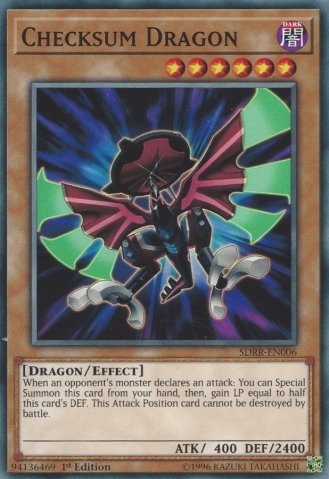 CHECKSUM DRAGON
DARK
闇
SDRR-EN006
[DRAGON/EFFECT]
When an opponent's monster declares an attack: You can Special
Summon this card from your hand, then, gain LP equal to half
this card's DEF. This Attack Position card cannot be destroyed by
battle.
ATK/ 400 DEF/2400
94136469 1st Edition ©1996 KAZUKI TAKAHASHI